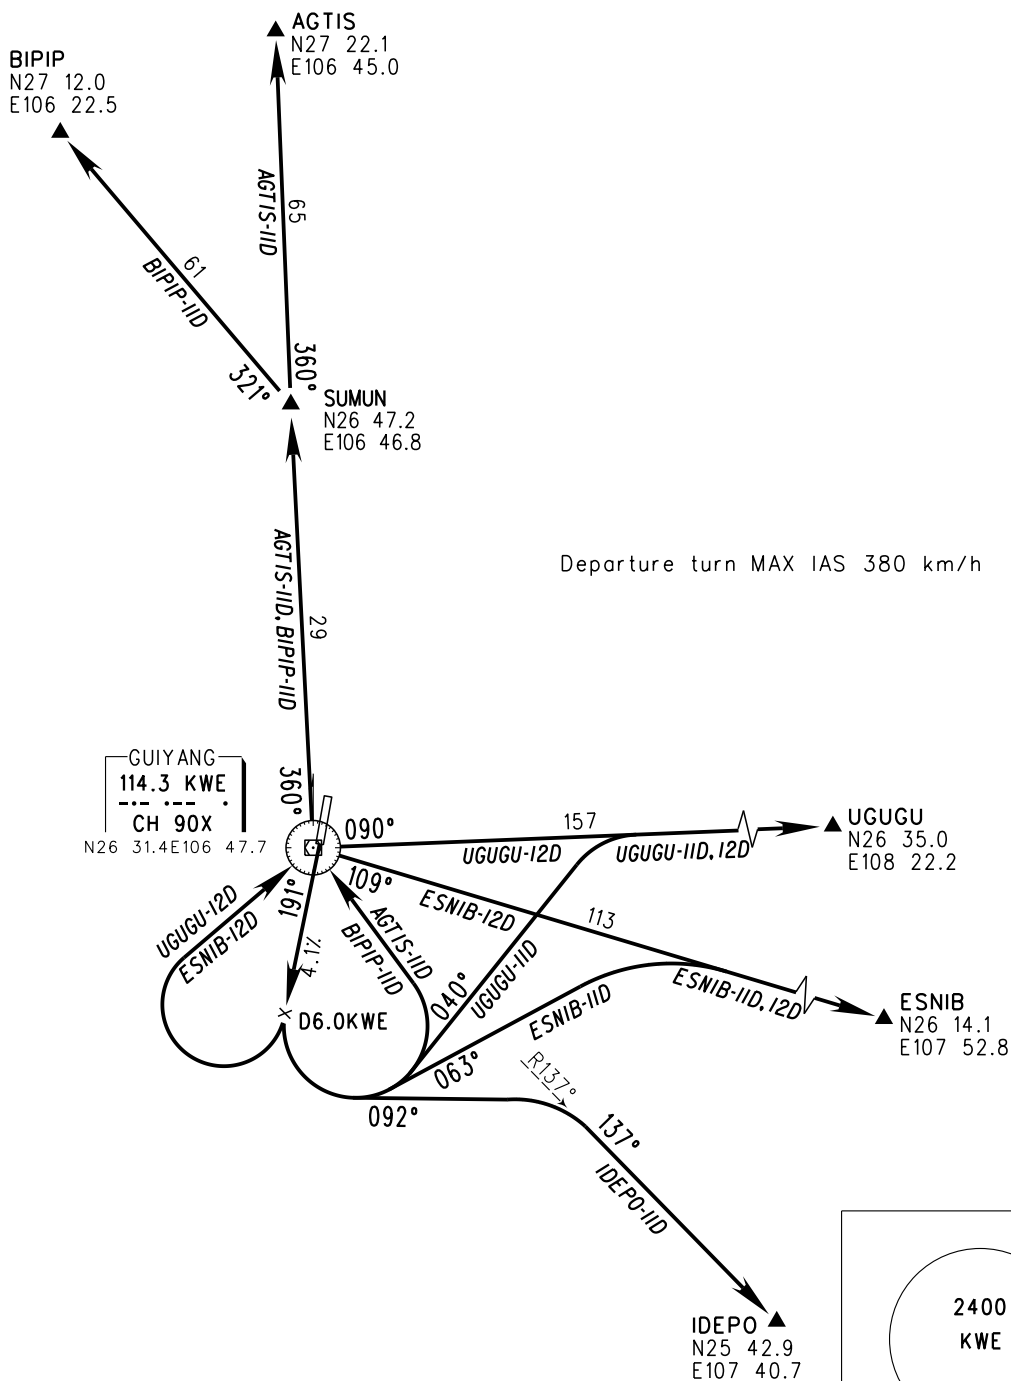 AGTIS
N27 22.1
E106 45.0
BIPIP
N27 12.0
E106 22.5
65
AGTIS-11D
61
BIPIP-11D
360°
321°
SUMUN
N26 47.2
E106 46.8
AGTIS-11D, BIPIP-11D
29
Departure turn MAX IAS 380 km/h
GUIYANG
114.3 KWE
CH 90X
N26 31.4E106 47.7
360°
090°
157
UGUGU-12D
UGUGU-11D, 12D
UGUGU
N26 35.0
E108 22.2
109°
ESNIB-12D
113
191°
4.1%
UGUGU-12D
ESNIB-12D
AGTIS-11D
BIPIP-11D
040°
UGUGU-11D
ESNIB-11D
ESNIB-11D, 12D
ESNIB
N26 14.1
E107 52.8
D6.0KWE
063°
092°
R137°
137°
IDEPO-11D
IDEPO
N25 42.9
E107 40.7
2400
KWE